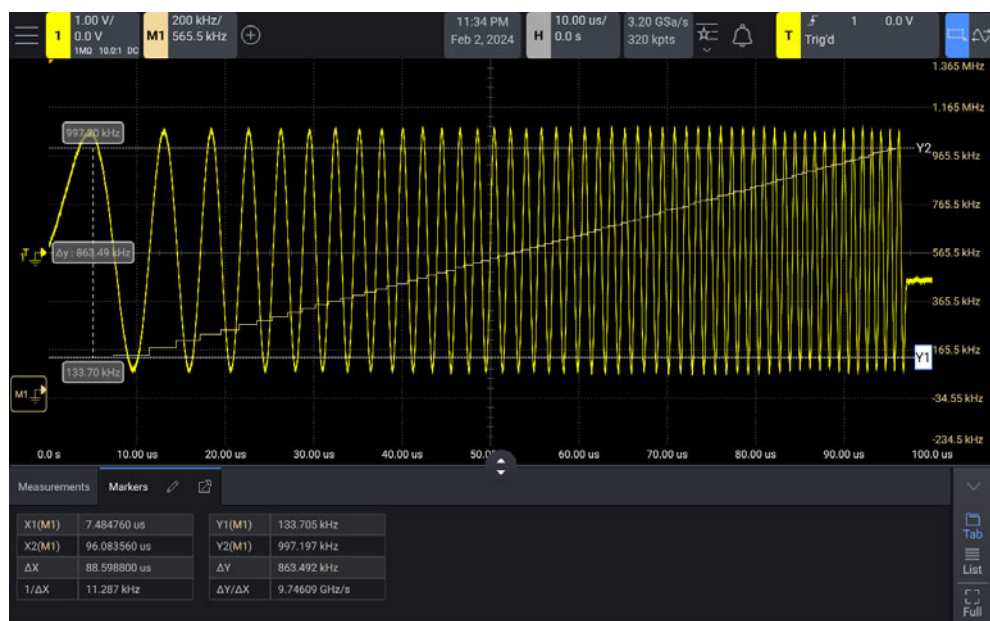 1 1.00 V/ 0.0 V 1MΩ 10.0:1 DC
M1 200 kHz/ 565.5 kHz
11:34 PM Feb 2, 2024
H 10.00 us/ 0.0 s
3.20 GSa/s 320 kpts
T Trig'd 1 0.0 V
1.365 MHz
1.165 MHz
997.20 kHz
Y2
965.5 kHz
765.5 kHz
T
Δy: 863.49 kHz
565.5 kHz
365.5 kHz
Y1
165.5 kHz
133.70 kHz
M1
-34.55 kHz
-234.5 kHz
0.0 s 10.00 us 20.00 us 30.00 us 40.00 us 50.0 60.00 us 70.00 us 80.00 us 90.00 us 100.0 us
Measurements Markers
X1(M1) 7.484760 us Y1(M1) 133.705 kHz
X2(M1) 96.083560 us Y2(M1) 997.197 kHz
ΔX 88.598800 us ΔY 863.492 kHz
1/ΔX 11.287 kHz ΔY/ΔX 9.74609 GHz/s
Tab
List
Full